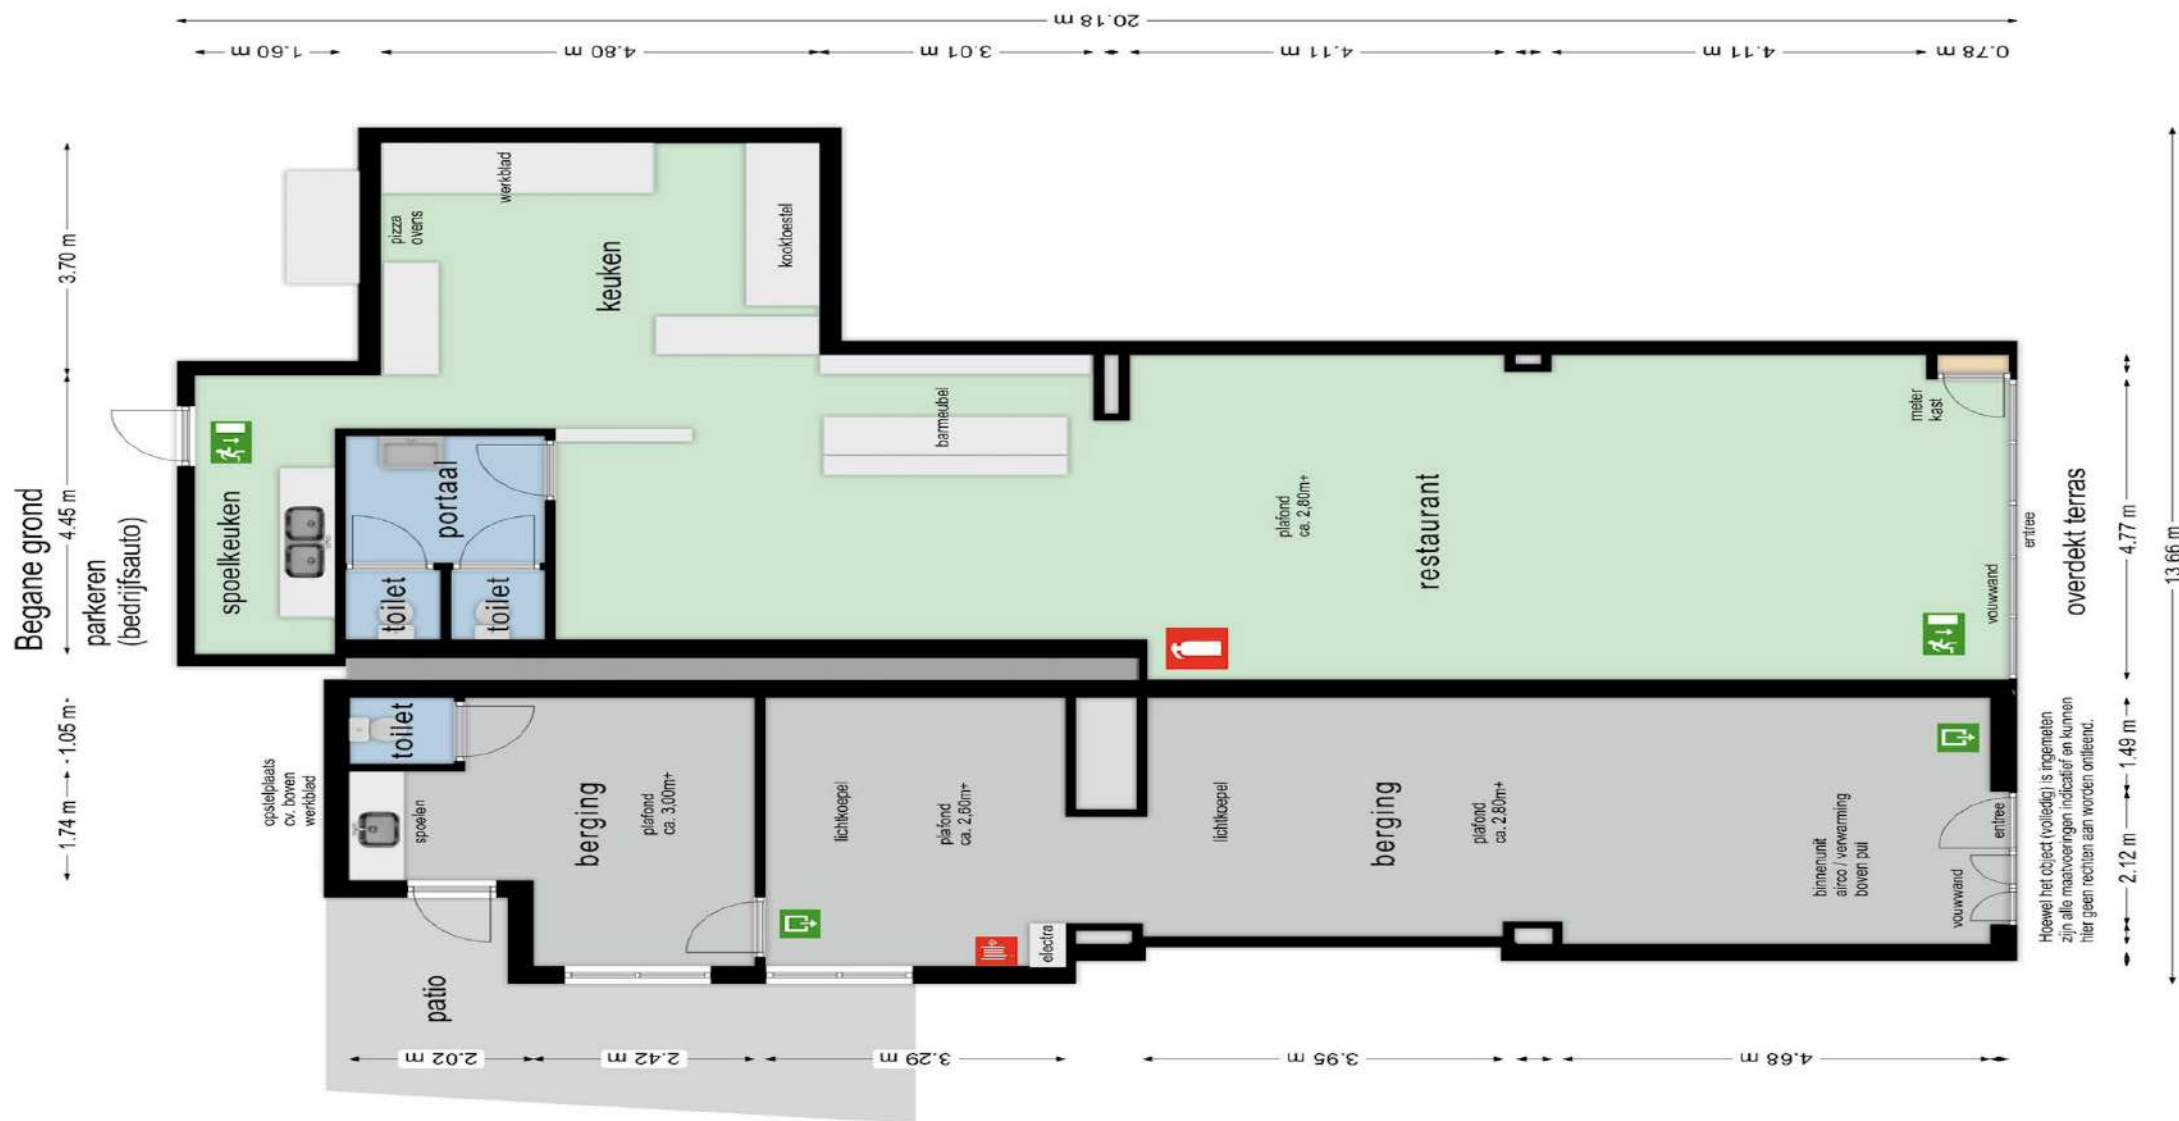 20.18 m
1.60 m
4.80 m
3.01 m
4.11 m
4.11 m
0.78 m
Begane grond
parkeren
(bedrijfsauto)
3.70 m
4.45 m
1.74 m
1.05 m
werkblad
pizza
ovens
keuken
kooktoestel
spoelkeuken
portaal
toilet
toilet
barmeubel
plafond
ca. 2,80m+
restaurant
meter
kast
entree
vouwwand
overdekt terras
4.77 m
13.66 m
1.49 m
2.12 m
opstelplaats
cv. boven
werkblad
toilet
spoelen
berging
plafond
ca. 3,00m+
lichtkoepel
plafond
ca. 2,60m+
electra
lichtkoepel
berging
plafond
ca. 2,80m+
binnenunit
airco / verwarming
boven pui
entree
vouwwand
Hoewel het object (volledig) is ingemeten
zijn alle maatvoeringen indicatief en kunnen
hier geen rechten aan worden ontleend.
patio
2.02 m
2.42 m
3.29 m
3.95 m
4.68 m